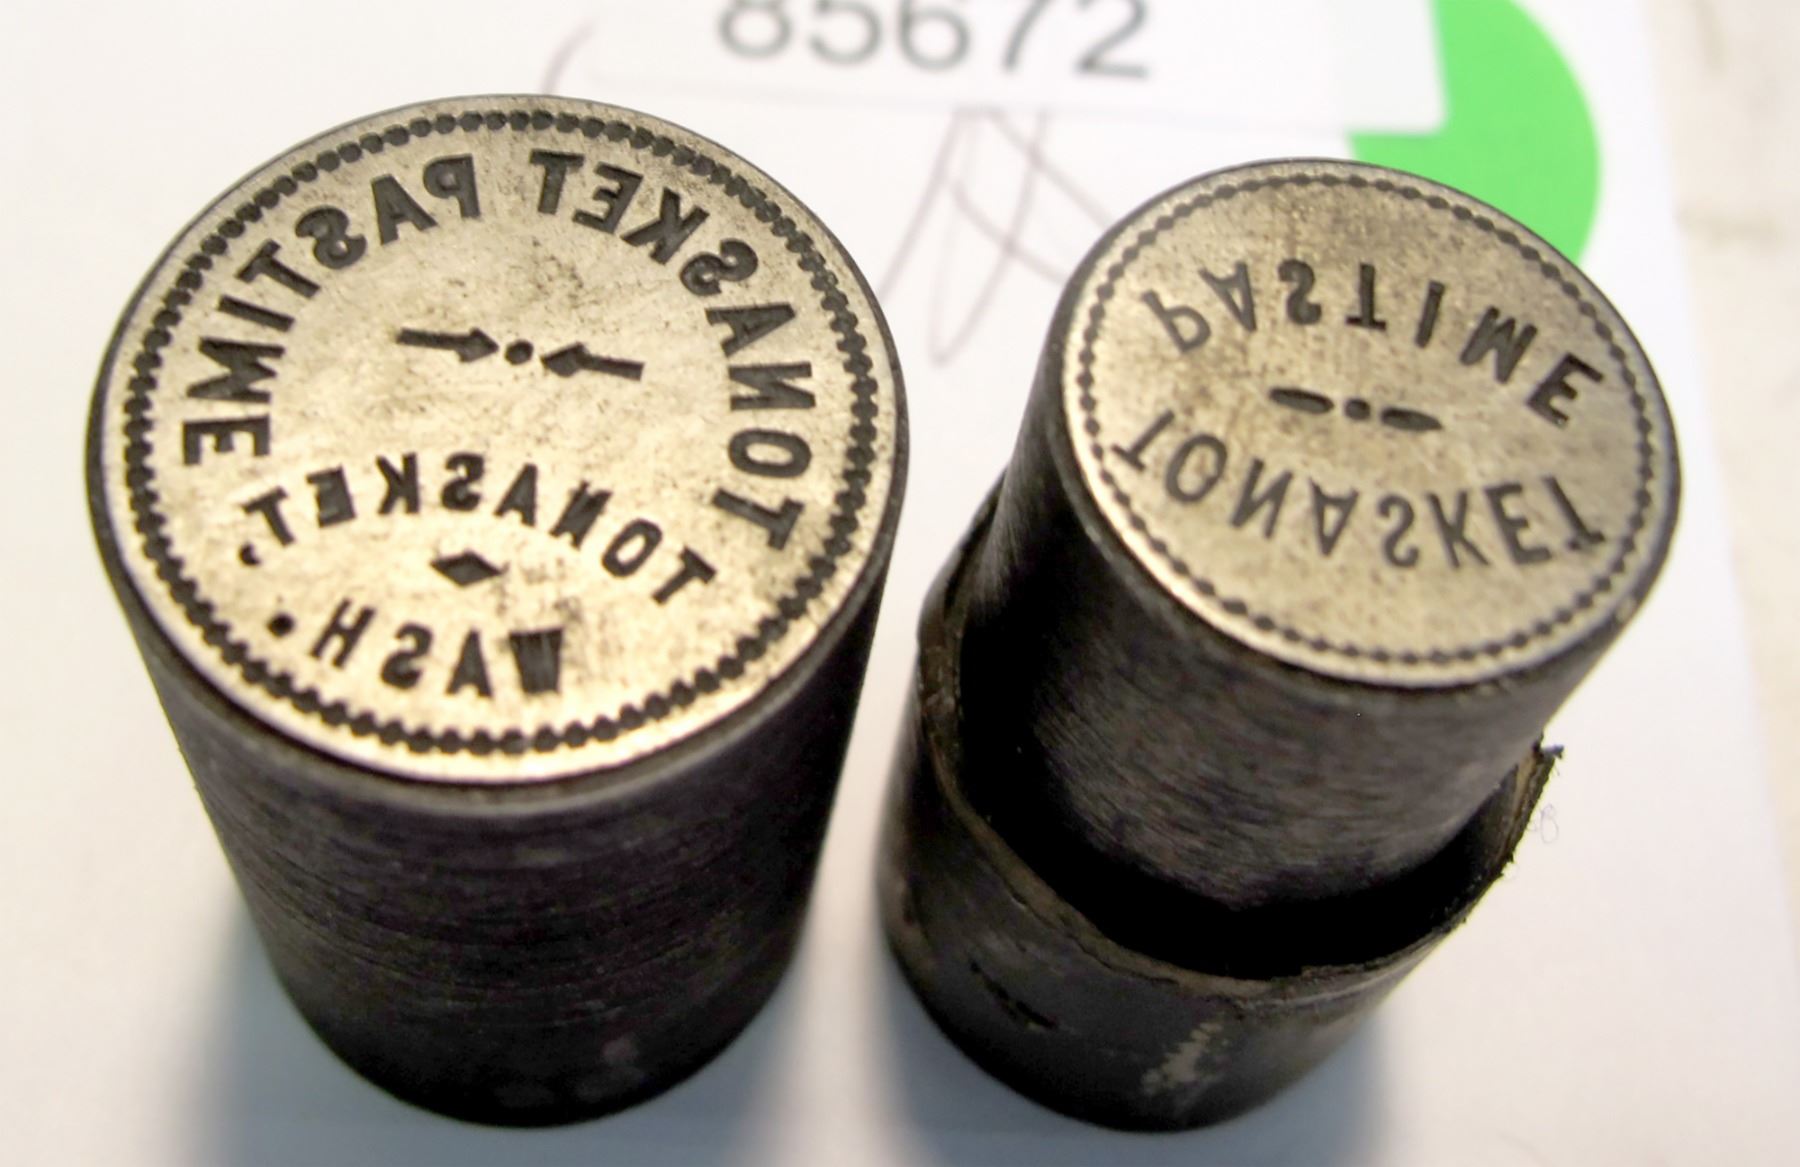 85672
TONASKET PASTIME
TONASKET.
WASH.
PASTIME
TONASKET